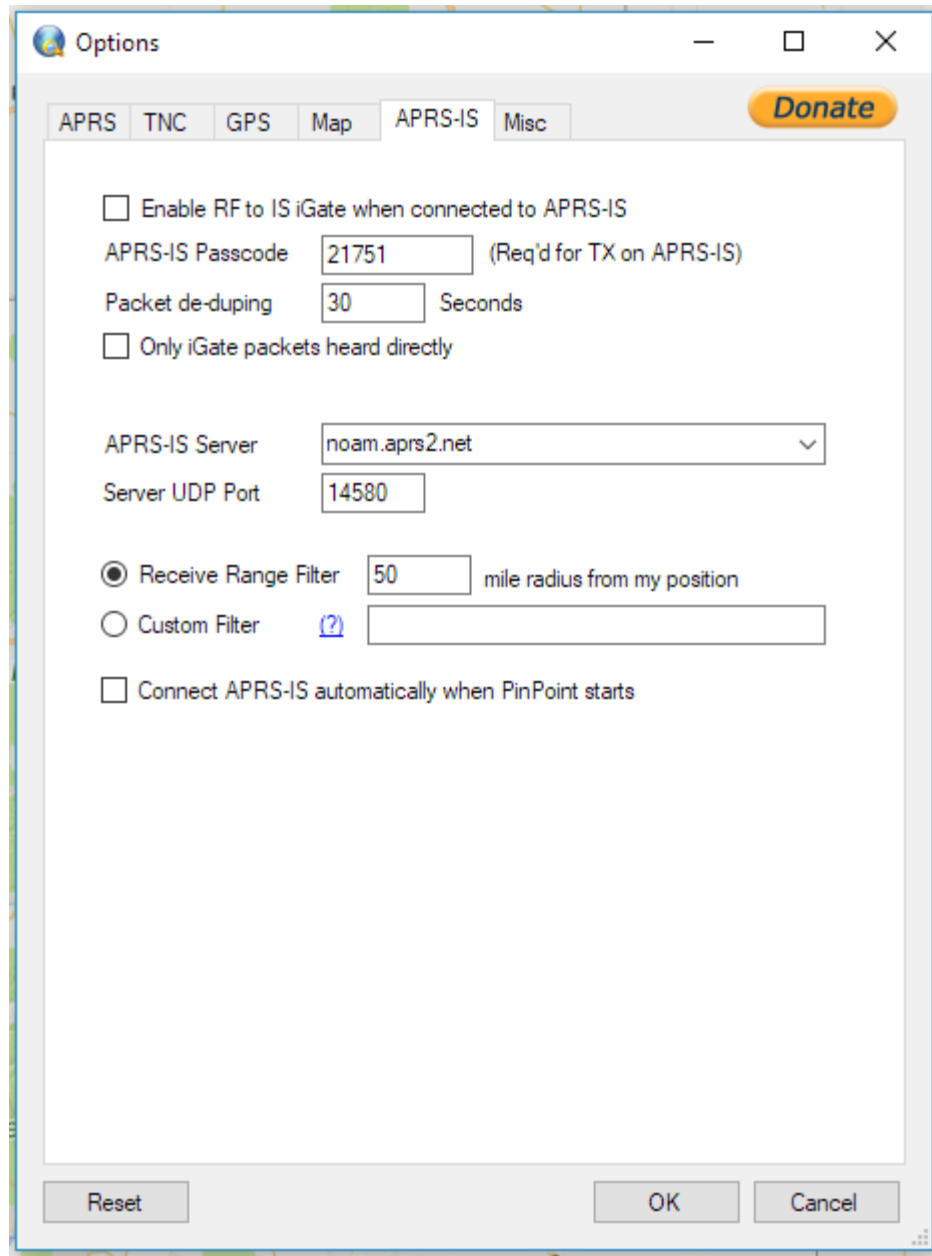 Options
Donate
APRS TNC GPS Map APRS-IS Misc
Enable RF to IS iGate when connected to APRS-IS
APRS-IS Passcode 21751 (Req'd for TX on APRS-IS)
Packet de-duping 30 Seconds
Only iGate packets heard directly
APRS-IS Server noam.aprs2.net
Server UDP Port 14580
Receive Range Filter 50 mile radius from my position
Custom Filter (?)
Connect APRS-IS automatically when PinPoint starts
Reset OK Cancel